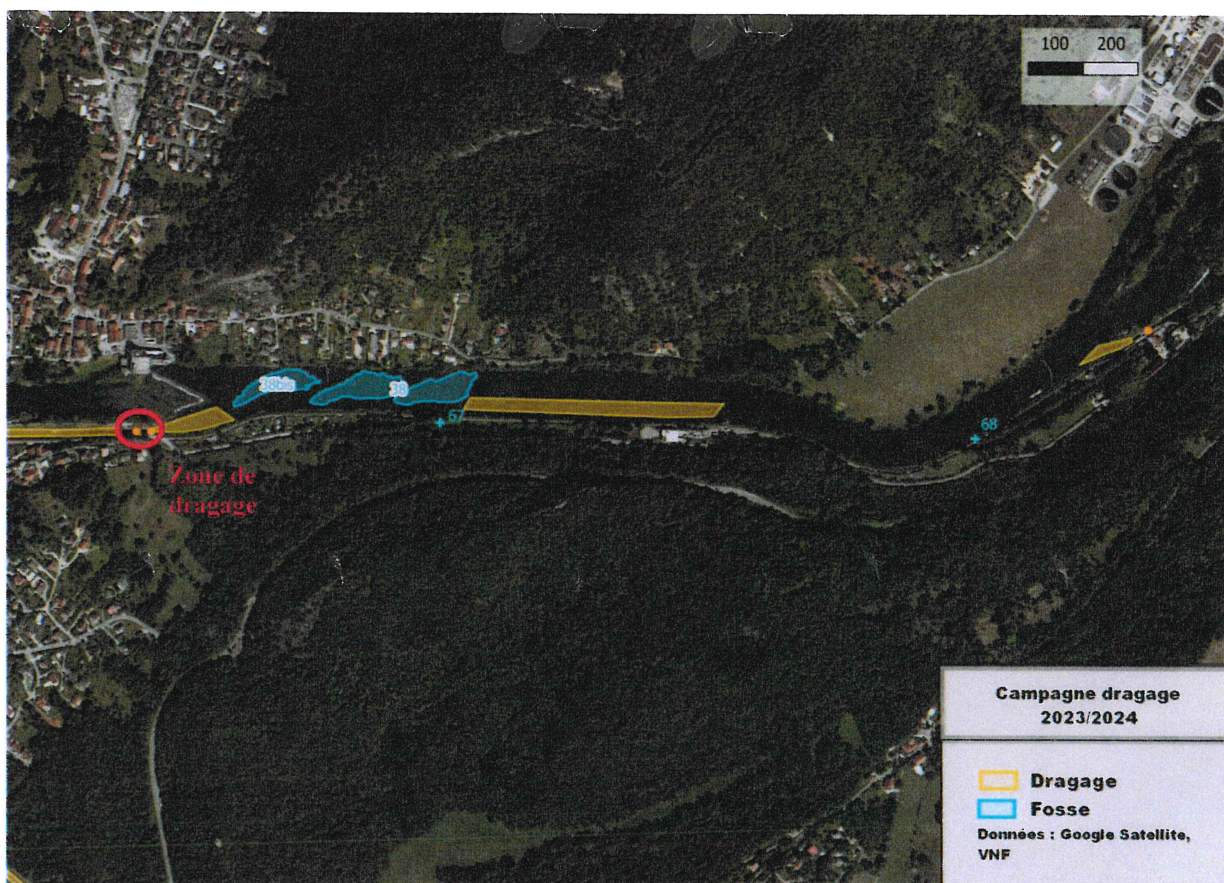 100 200
38bis
38
67
68
Zone de
dragage
Campagne dragage
2023/2024
Dragage
Fosse
Données : Google Satellite,
VNF